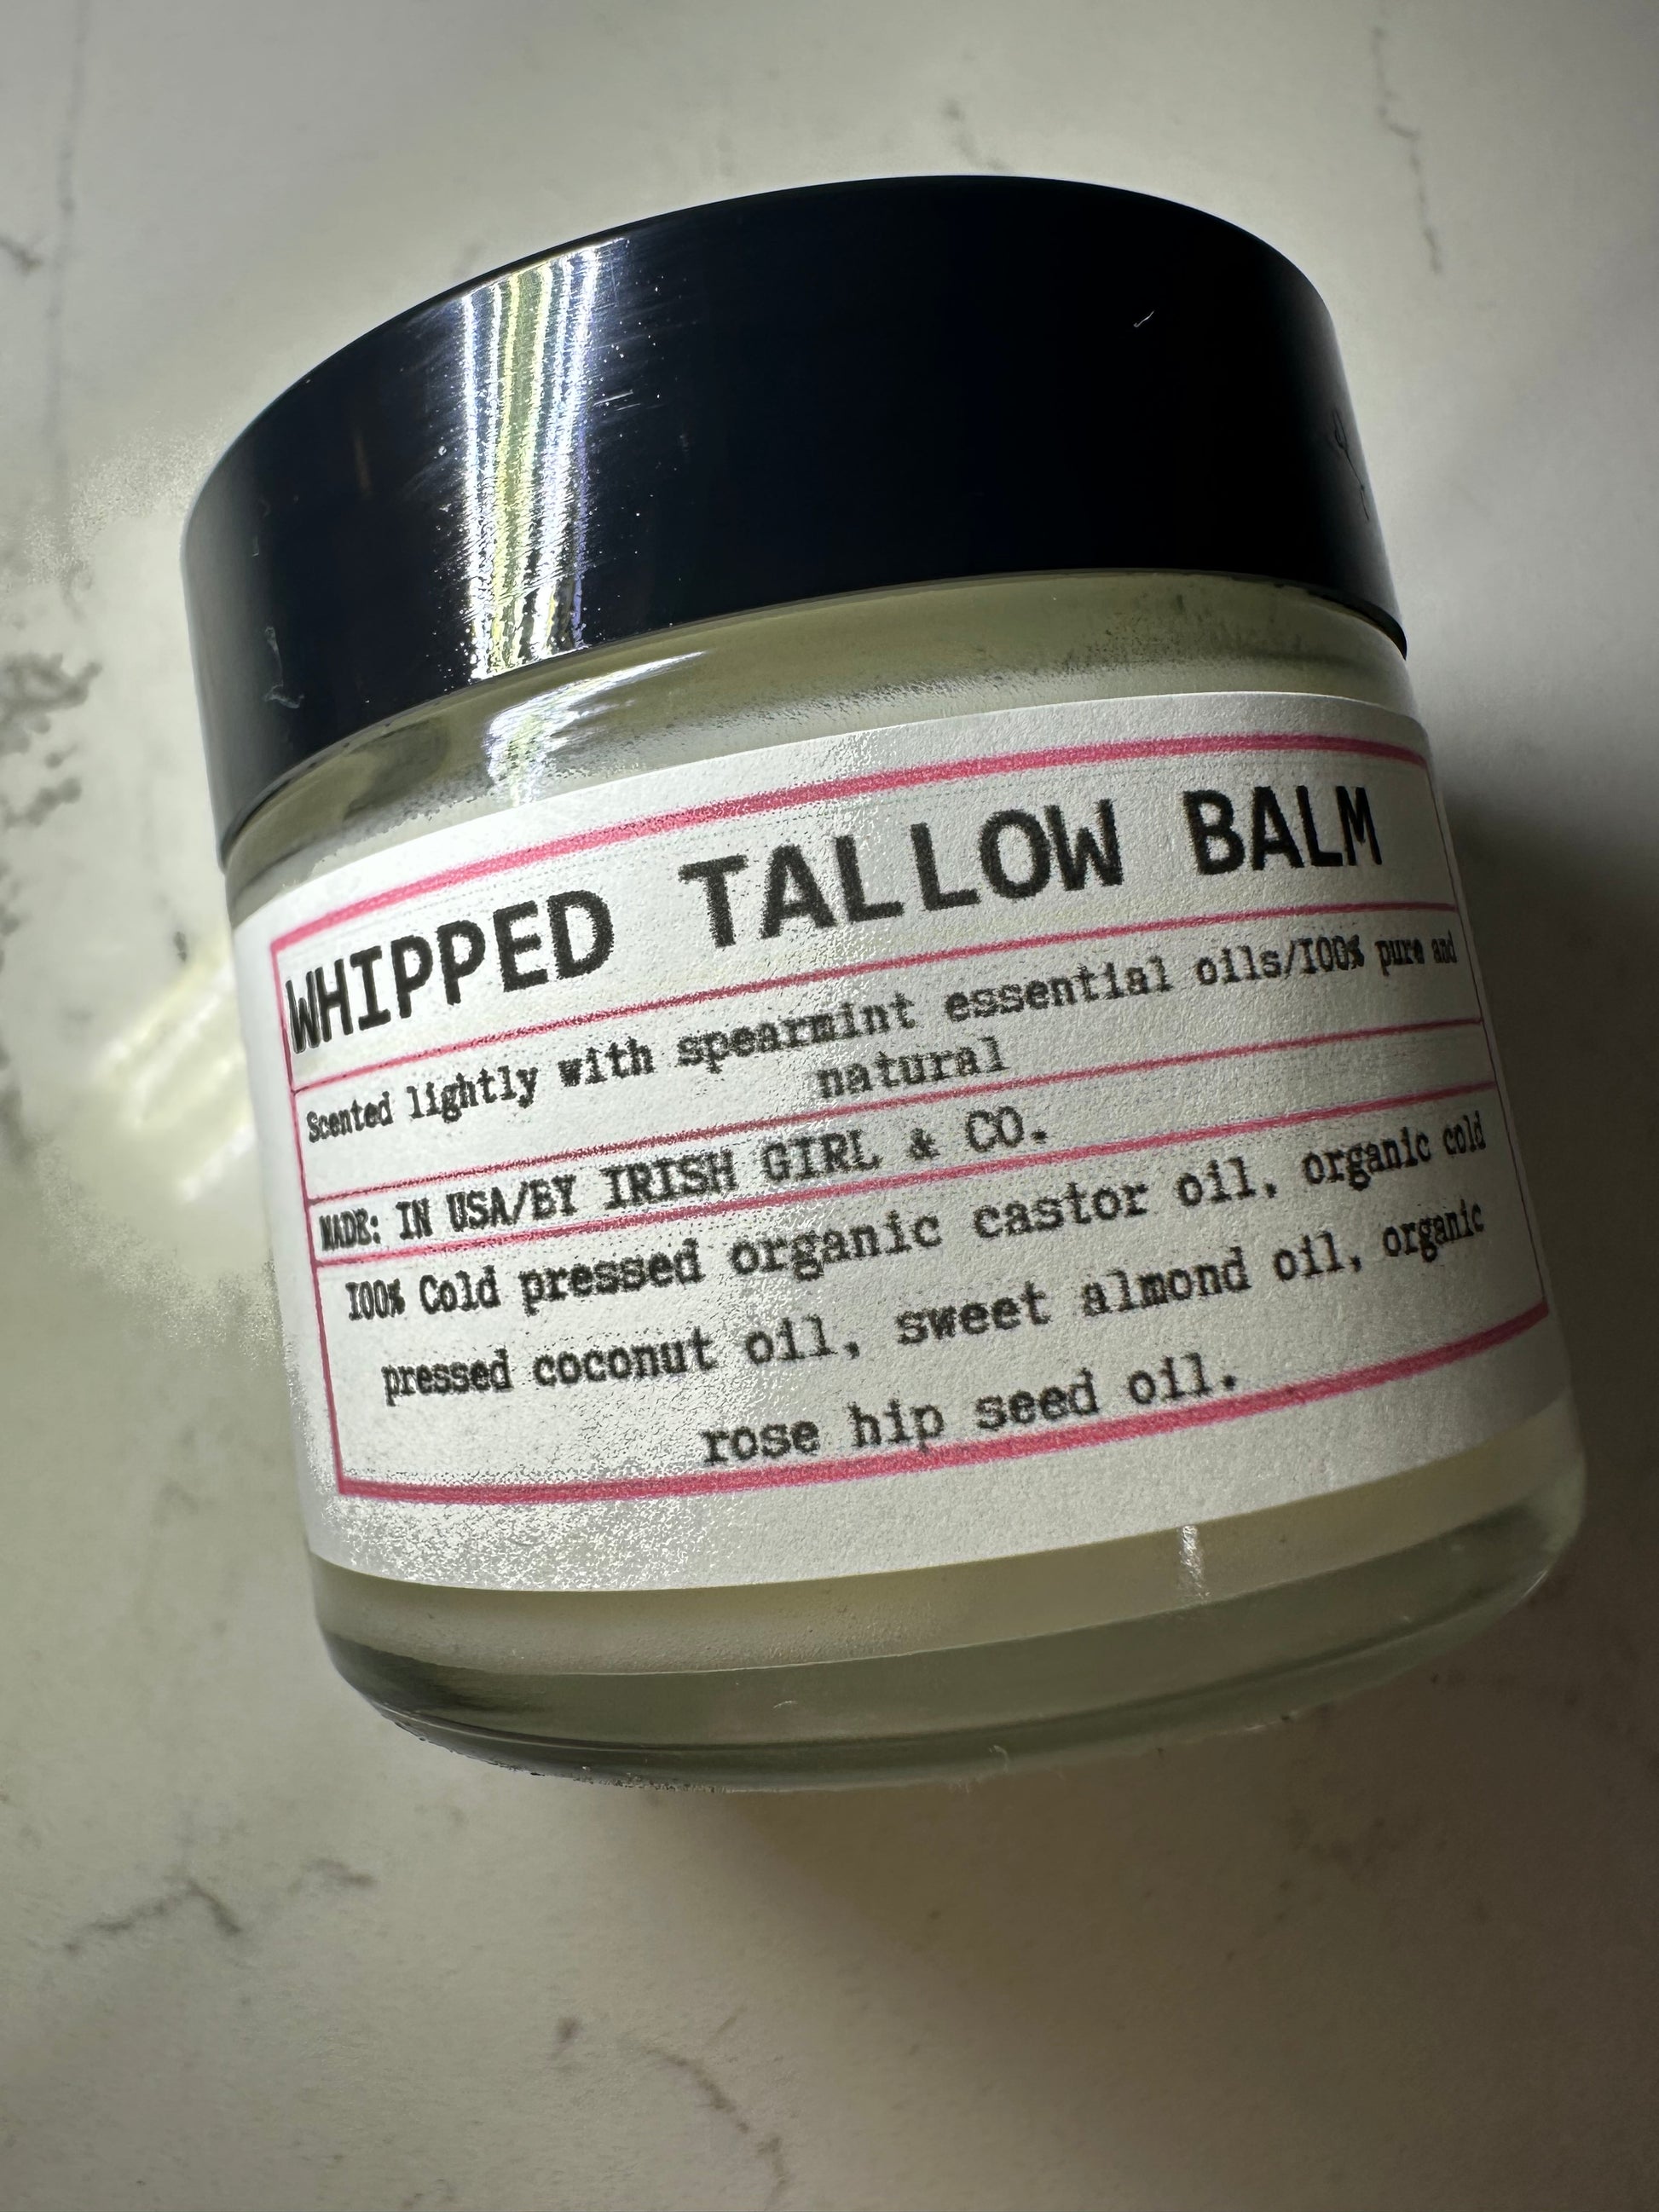 WHIPPED TALLOW BALM
Scented lightly with spearmint essential oils/100% pure and
natural
MADE: IN USA/BY IRISH GIRL & CO.
100% Cold pressed organic castor oil, organic cold
pressed coconut oil, sweet almond oil, organic
rose hip seed oil.